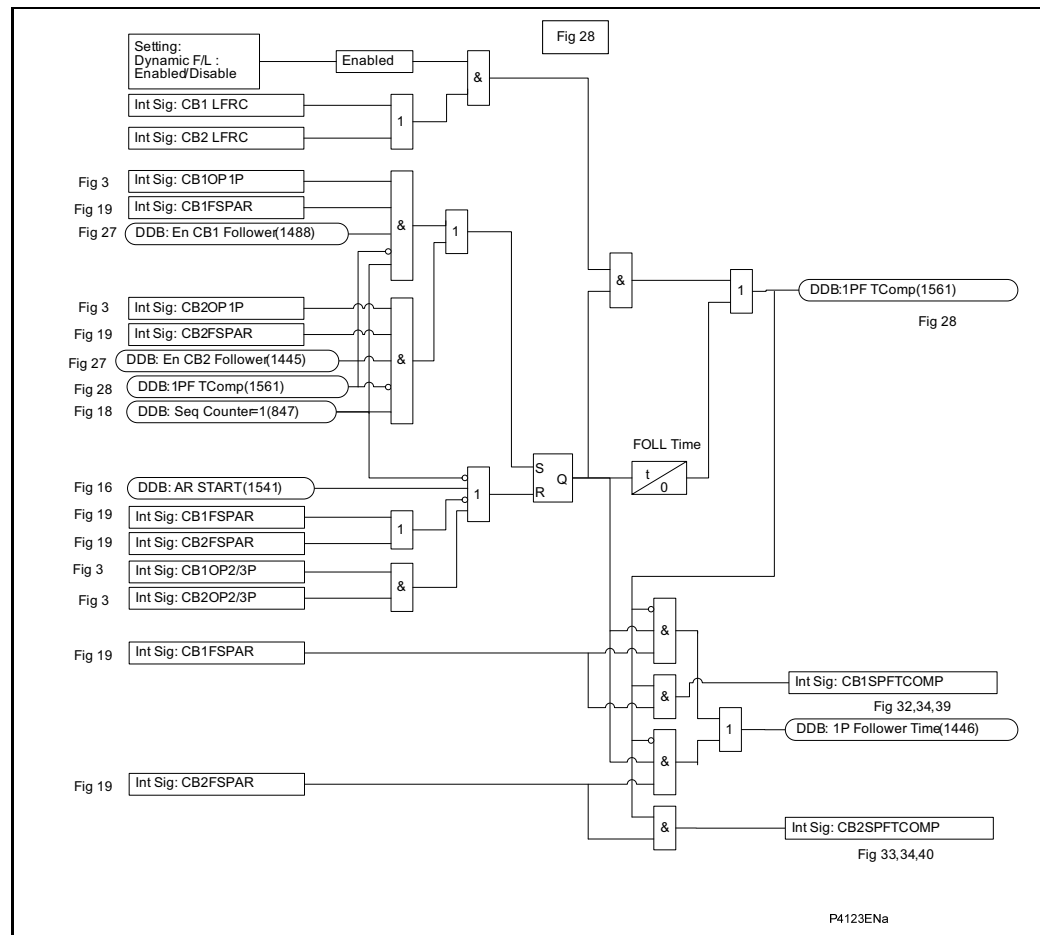 Fig 28
Setting:
Dynamic F/L :
Enabled/Disable
Enabled
&
Int Sig: CB1 LFRC
1
Int Sig: CB2 LFRC
Fig 3
Int Sig: CB1OP1P
Fig 19
Int Sig: CB1FSPAR
&
1
Fig 27
DDB: En CB1 Follower(1488)
&
1
DDB:1PF TComp(1561)
Fig 28
Fig 3
Int Sig: CB2OP1P
Fig 19
Int Sig: CB2FSPAR
&
Fig 27
DDB: En CB2 Follower(1445)
Fig 28
DDB:1PF TComp(1561)
Fig 18
DDB: Seq Counter=1(847)
FOLL Time
S
Q
R
t
0
Fig 16
DDB: AR START(1541)
1
Fig 19
Int Sig: CB1FSPAR
1
Fig 19
Int Sig: CB2FSPAR
Fig 3
Int Sig: CB1OP2/3P
&
Fig 3
Int Sig: CB2OP2/3P
&
Fig 19
Int Sig: CB1FSPAR
&
Int Sig: CB1SPFTCOMP
Fig 32,34,39
1
DDB: 1P Follower Time(1446)
&
Fig 19
Int Sig: CB2FSPAR
&
Int Sig: CB2SPFTCOMP
Fig 33,34,40
P4123ENa